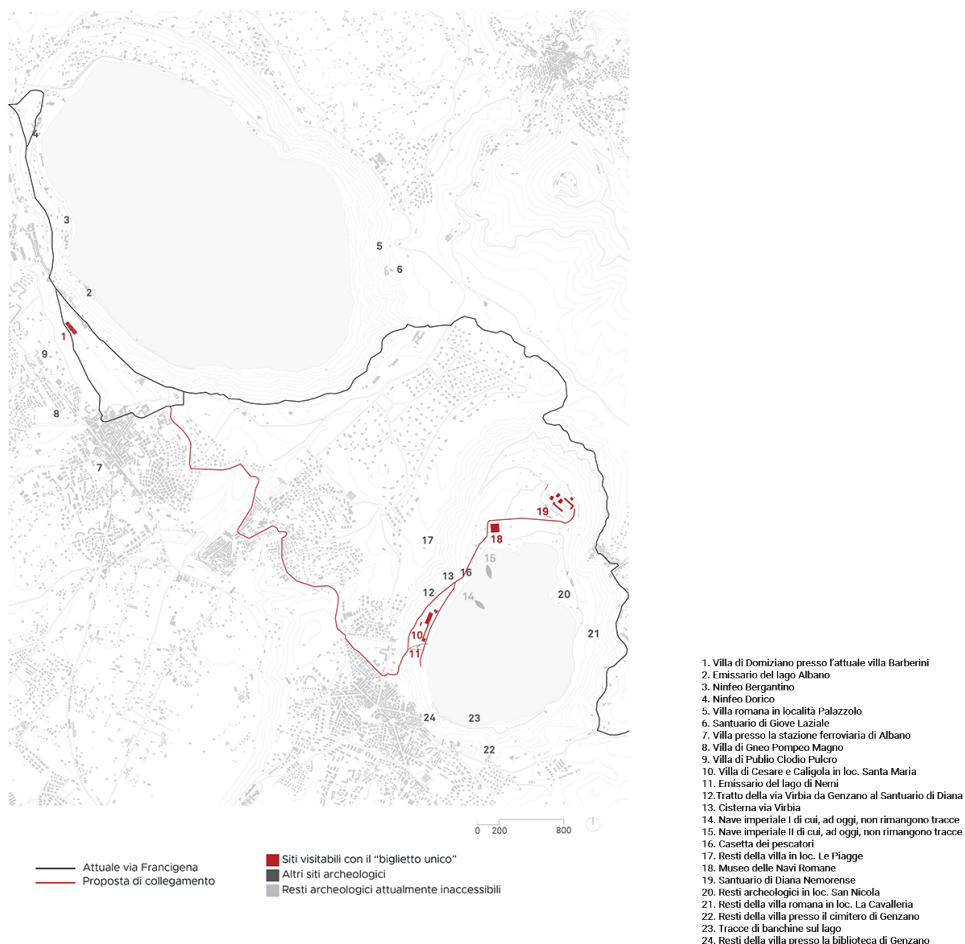 4
3
5
6
2
1
9
8
7
19
18
17
15
16
13
12
14
20
10
11
21
24
23
22
0 200 800
Attuale via Francigena
Proposta di collegamento
Siti visitabili con il “biglietto unico”
Altri siti archeologici
Resti archeologici attualmente inaccessibili
1. Villa di Domiziano presso l'attuale villa Barberini
2. Emissario del lago Albano
3. Ninfeo Bergantino
4. Ninfeo Dorico
5. Villa romana in località Palazzolo
6. Santuario di Giove Laziale
7. Villa presso la stazione ferroviaria di Albano
8. Villa di Gneo Pompeo Magno
9. Villa di Publio Clodio Pulcro
10. Villa di Cesare e Caligola in loc. Santa Maria
11. Emissario del lago di Nemi
12.Tratto della via Virbia da Genzano al Santuario di Diana
13. Cisterna via Virbia
14. Nave imperiale I di cui, ad oggi, non rimangono tracce
15. Nave imperiale II di cui, ad oggi, non rimangono tracce
16. Casetta dei pescatori
17. Resti della villa in loc. Le Piagge
18. Museo delle Navi Romane
19. Santuario di Diana Nemorense
20. Resti archeologici in loc. San Nicola
21. Resti della villa romana in loc. La Cavalleria
22. Resti della villa presso il cimitero di Genzano
23. Tracce di banchine sul lago
24. Resti della villa presso la biblioteca di Genzano